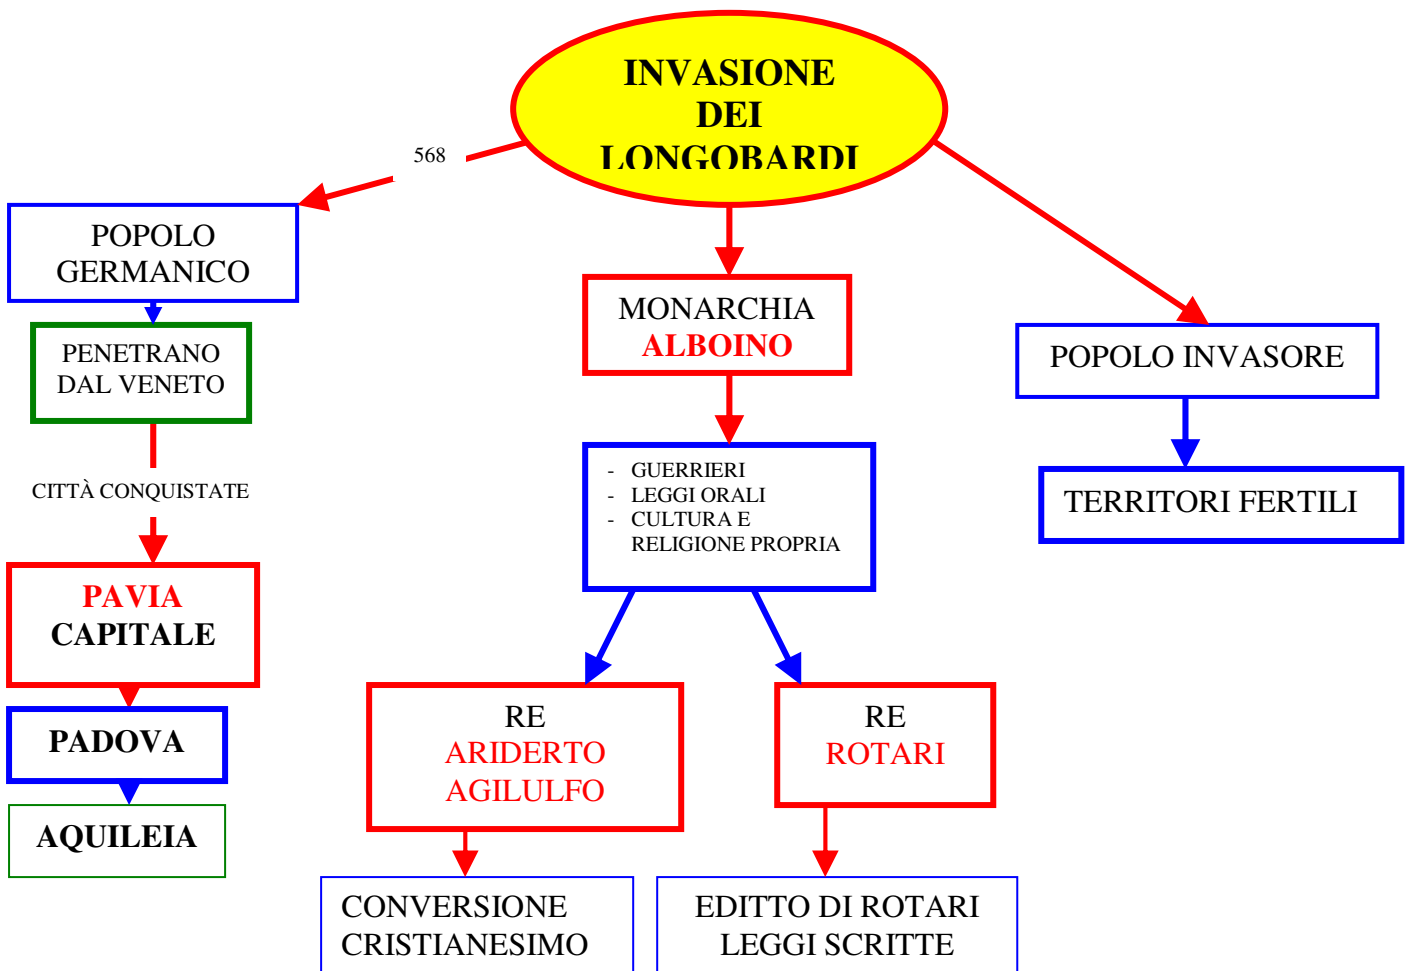 INVASIONE
DEI
LONGOBARDI
568
POPOLO
GERMANICO
PENETRANO
DAL VENETO
CITTÀ CONQUISTATE
PAVIA
CAPITALE
PADOVA
AQUILEIA
MONARCHIA
ALBOINO
- GUERRIERI
- LEGGI ORALI
- CULTURA E
RELIGIONE PROPRIA
RE
ARIDERTO
AGILULFO
CONVERSIONE
CRISTIANESIMO
RE
ROTARI
EDITTO DI ROTARI
LEGGI SCRITTE
POPOLO INVASORE
TERRITORI FERTILI